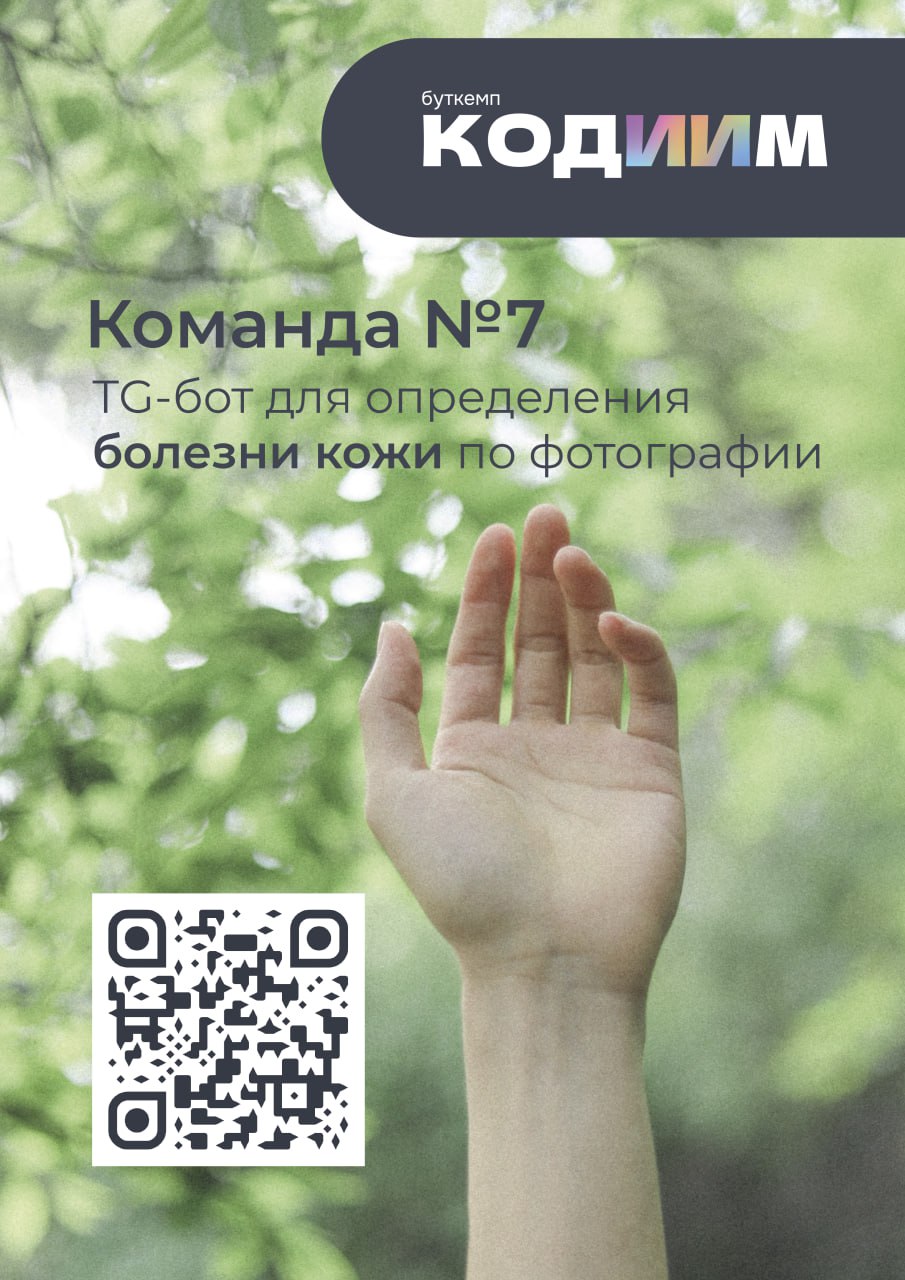 буткемп
КОДИИМ
Команда №7
TG-бот для определения
болезни кожи по фотографии